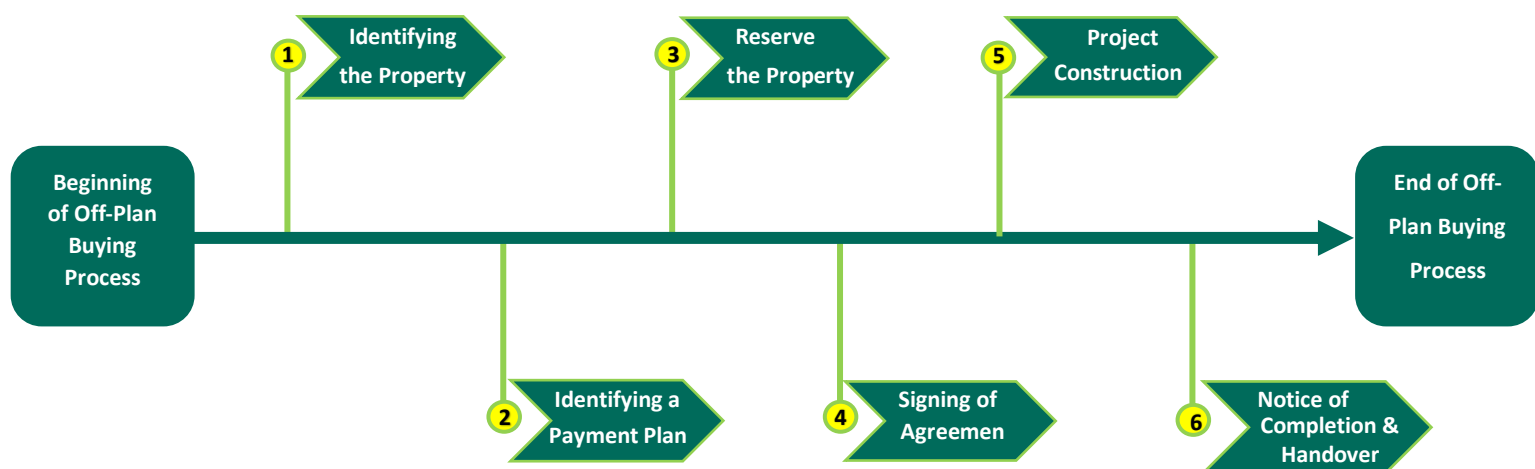 Beginning
of Off-Plan
Buying
Process
1
Identifying
the Property
2
Identifying a
Payment Plan
3
Reserve
the Property
4
Signing of
Agreemen
5
Project
Construction
6
Notice of
Completion &
Handover
End of Off-
Plan Buying
Process